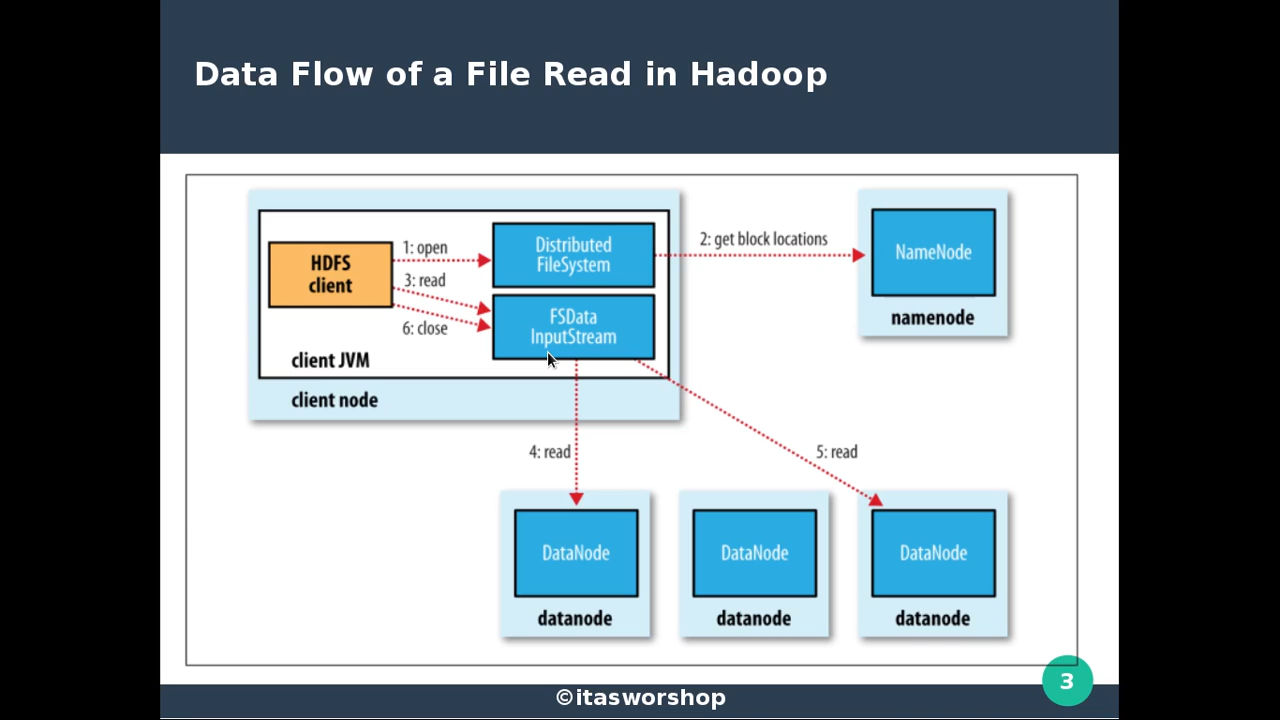 Data Flow of a File Read in Hadoop
HDFS
client
1: open
3: read
6: close
Distributed
FileSystem
FSData
InputStream
client JVM
client node
2: get block locations
NameNode
namenode
4: read
5: read
DataNode
datanode
DataNode
datanode
DataNode
datanode
3
©itasworshop